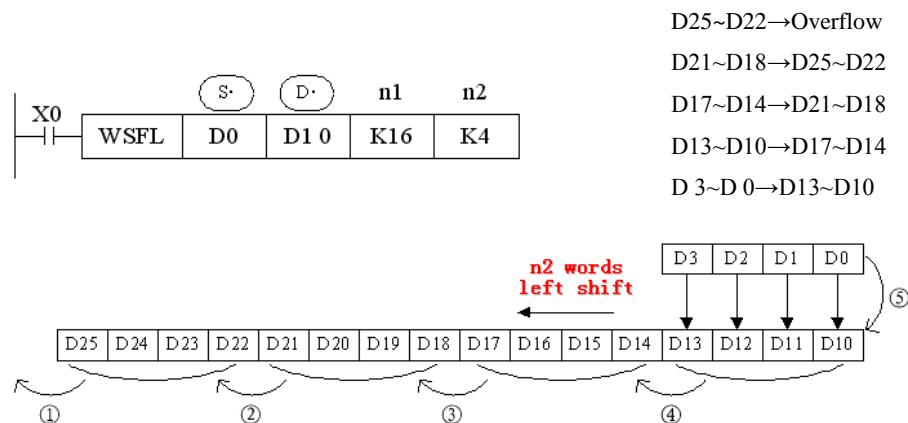 D25~D22→Overflow
D21~D18→D25~D22
D17~D14→D21~D18
D13~D10→D17~D14
D 3~D 0→D13~D10
S· D· n1 n2
X0
WSFL D0 D1 0 K16 K4
n2 words
left shift
D3 D2 D1 D0
⑤
D25 D24 D23 D22 D21 D20 D19 D18 D17 D16 D15 D14 D13 D12 D11 D10
① ② ③ ④